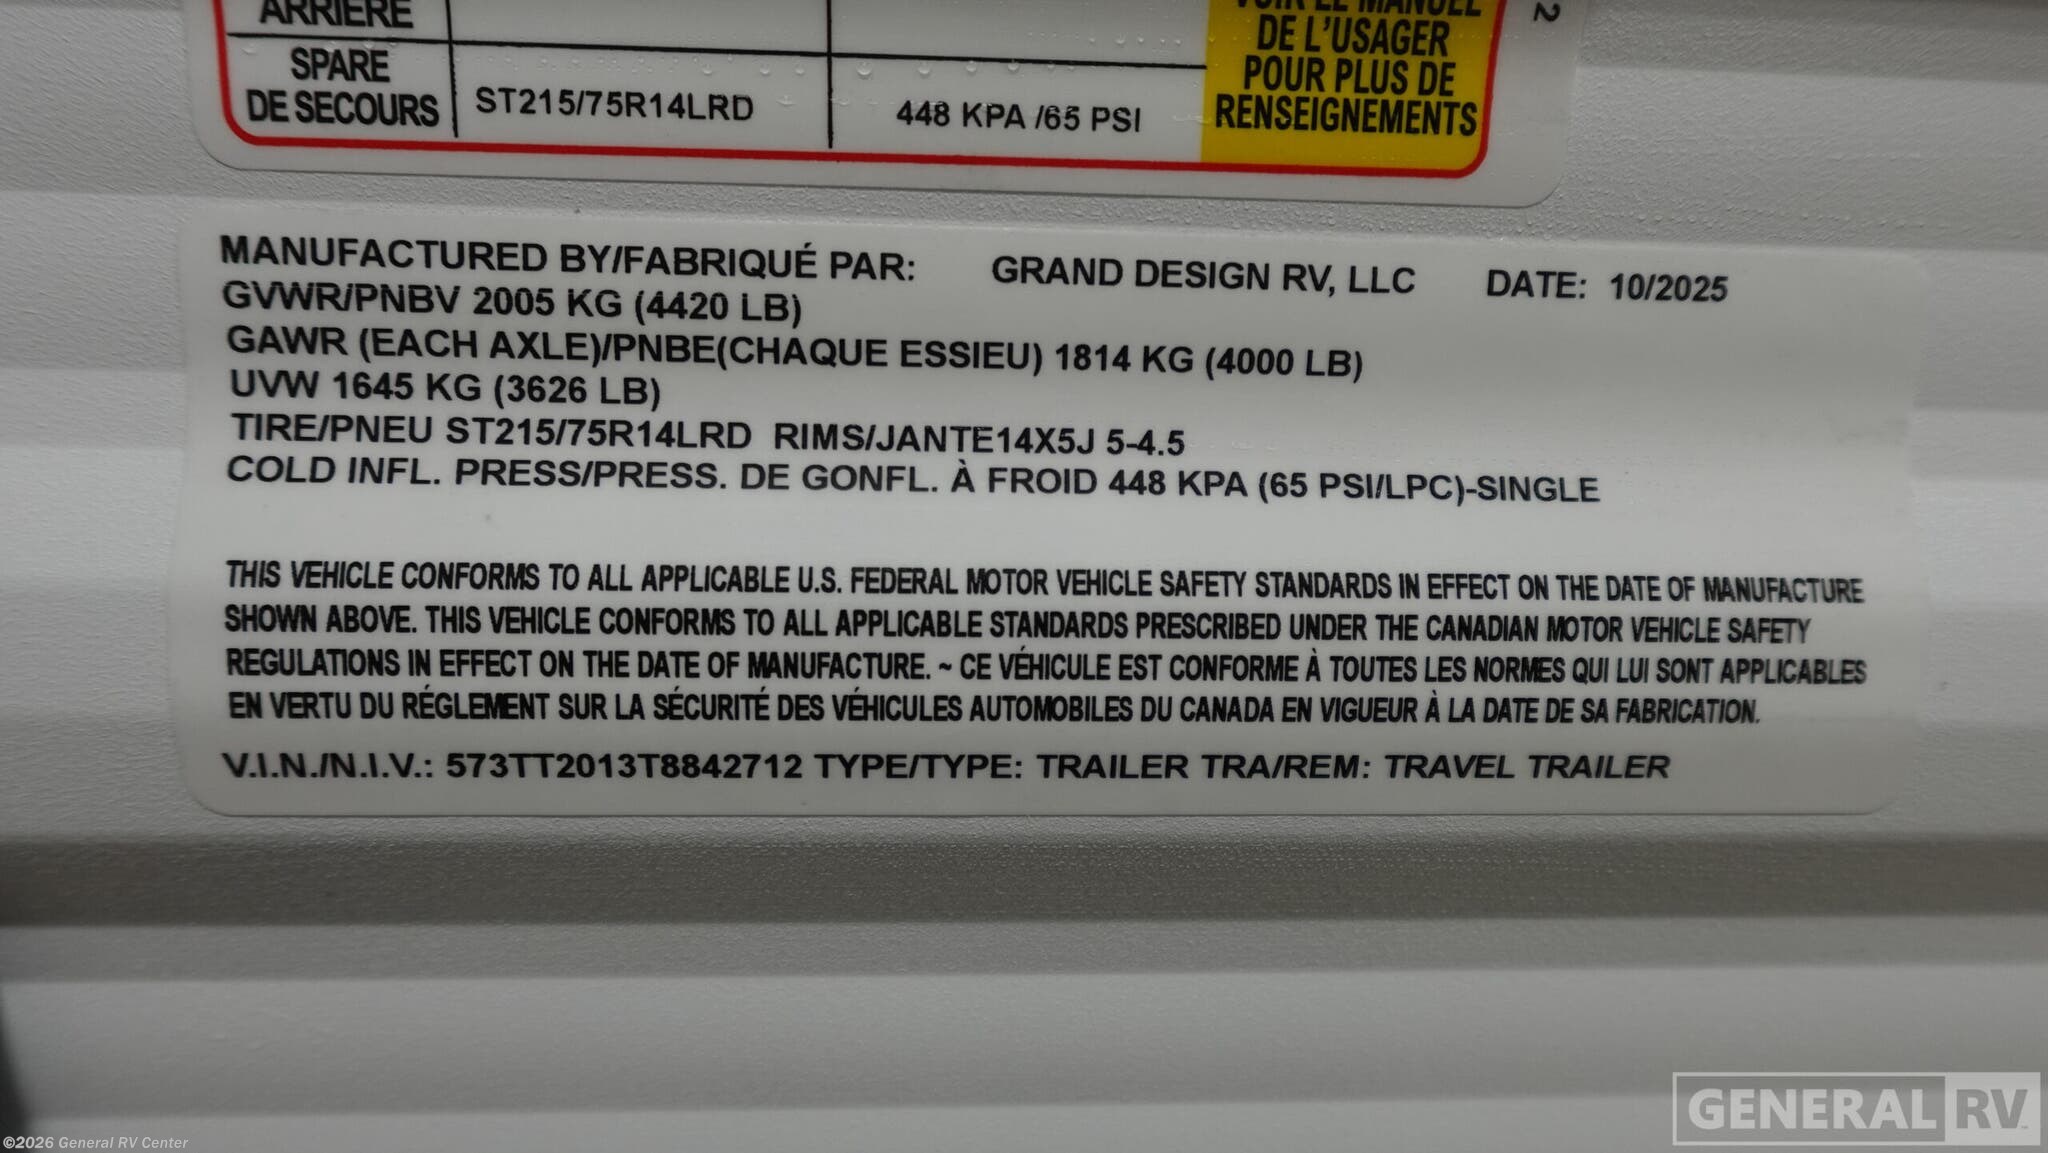 ARRIÈRE
SPARE
DE SECOURS
ST215/75R14LRD
448 KPA /65 PSI
VOIR LE MANUEL
DE L'USAGER
POUR PLUS DE
RENSEIGNEMENTS
2
MANUFACTURED BY/FABRIQUÉ PAR: GRAND DESIGN RV, LLC DATE: 10/2025
GVWR/PNBV 2005 KG (4420 LB)
GAWR (EACH AXLE)/PNBE(CHAQUE ESSIEU) 1814 KG (4000 LB)
UVW 1645 KG (3626 LB)
TIRE/PNEU ST215/75R14LRD RIMS/JANTE14X5J 5-4.5
COLD INFL. PRESS/PRESS. DE GONFL. À FROID 448 KPA (65 PSI/LPC)-SINGLE
THIS VEHICLE CONFORMS TO ALL APPLICABLE U.S. FEDERAL MOTOR VEHICLE SAFETY STANDARDS IN EFFECT ON THE DATE OF MANUFACTURE
SHOWN ABOVE. THIS VEHICLE CONFORMS TO ALL APPLICABLE STANDARDS PRESCRIBED UNDER THE CANADIAN MOTOR VEHICLE SAFETY
REGULATIONS IN EFFECT ON THE DATE OF MANUFACTURE. ~ CE VÉHICULE EST CONFORME À TOUTES LES NORMES QUI LUI SONT APPLICABLES
EN VERTU DU RÉGLEMENT SUR LA SÉCURITÉ DES VÉHICULES AUTOMOBILES DU CANADA EN VIGUEUR À LA DATE DE SA FABRICATION.
V.I.N./N.I.V.: 573TT2013T8842712 TYPE/TYPE: TRAILER TRA/REM: TRAVEL TRAILER
GENERAL RV
©2026 General RV Center